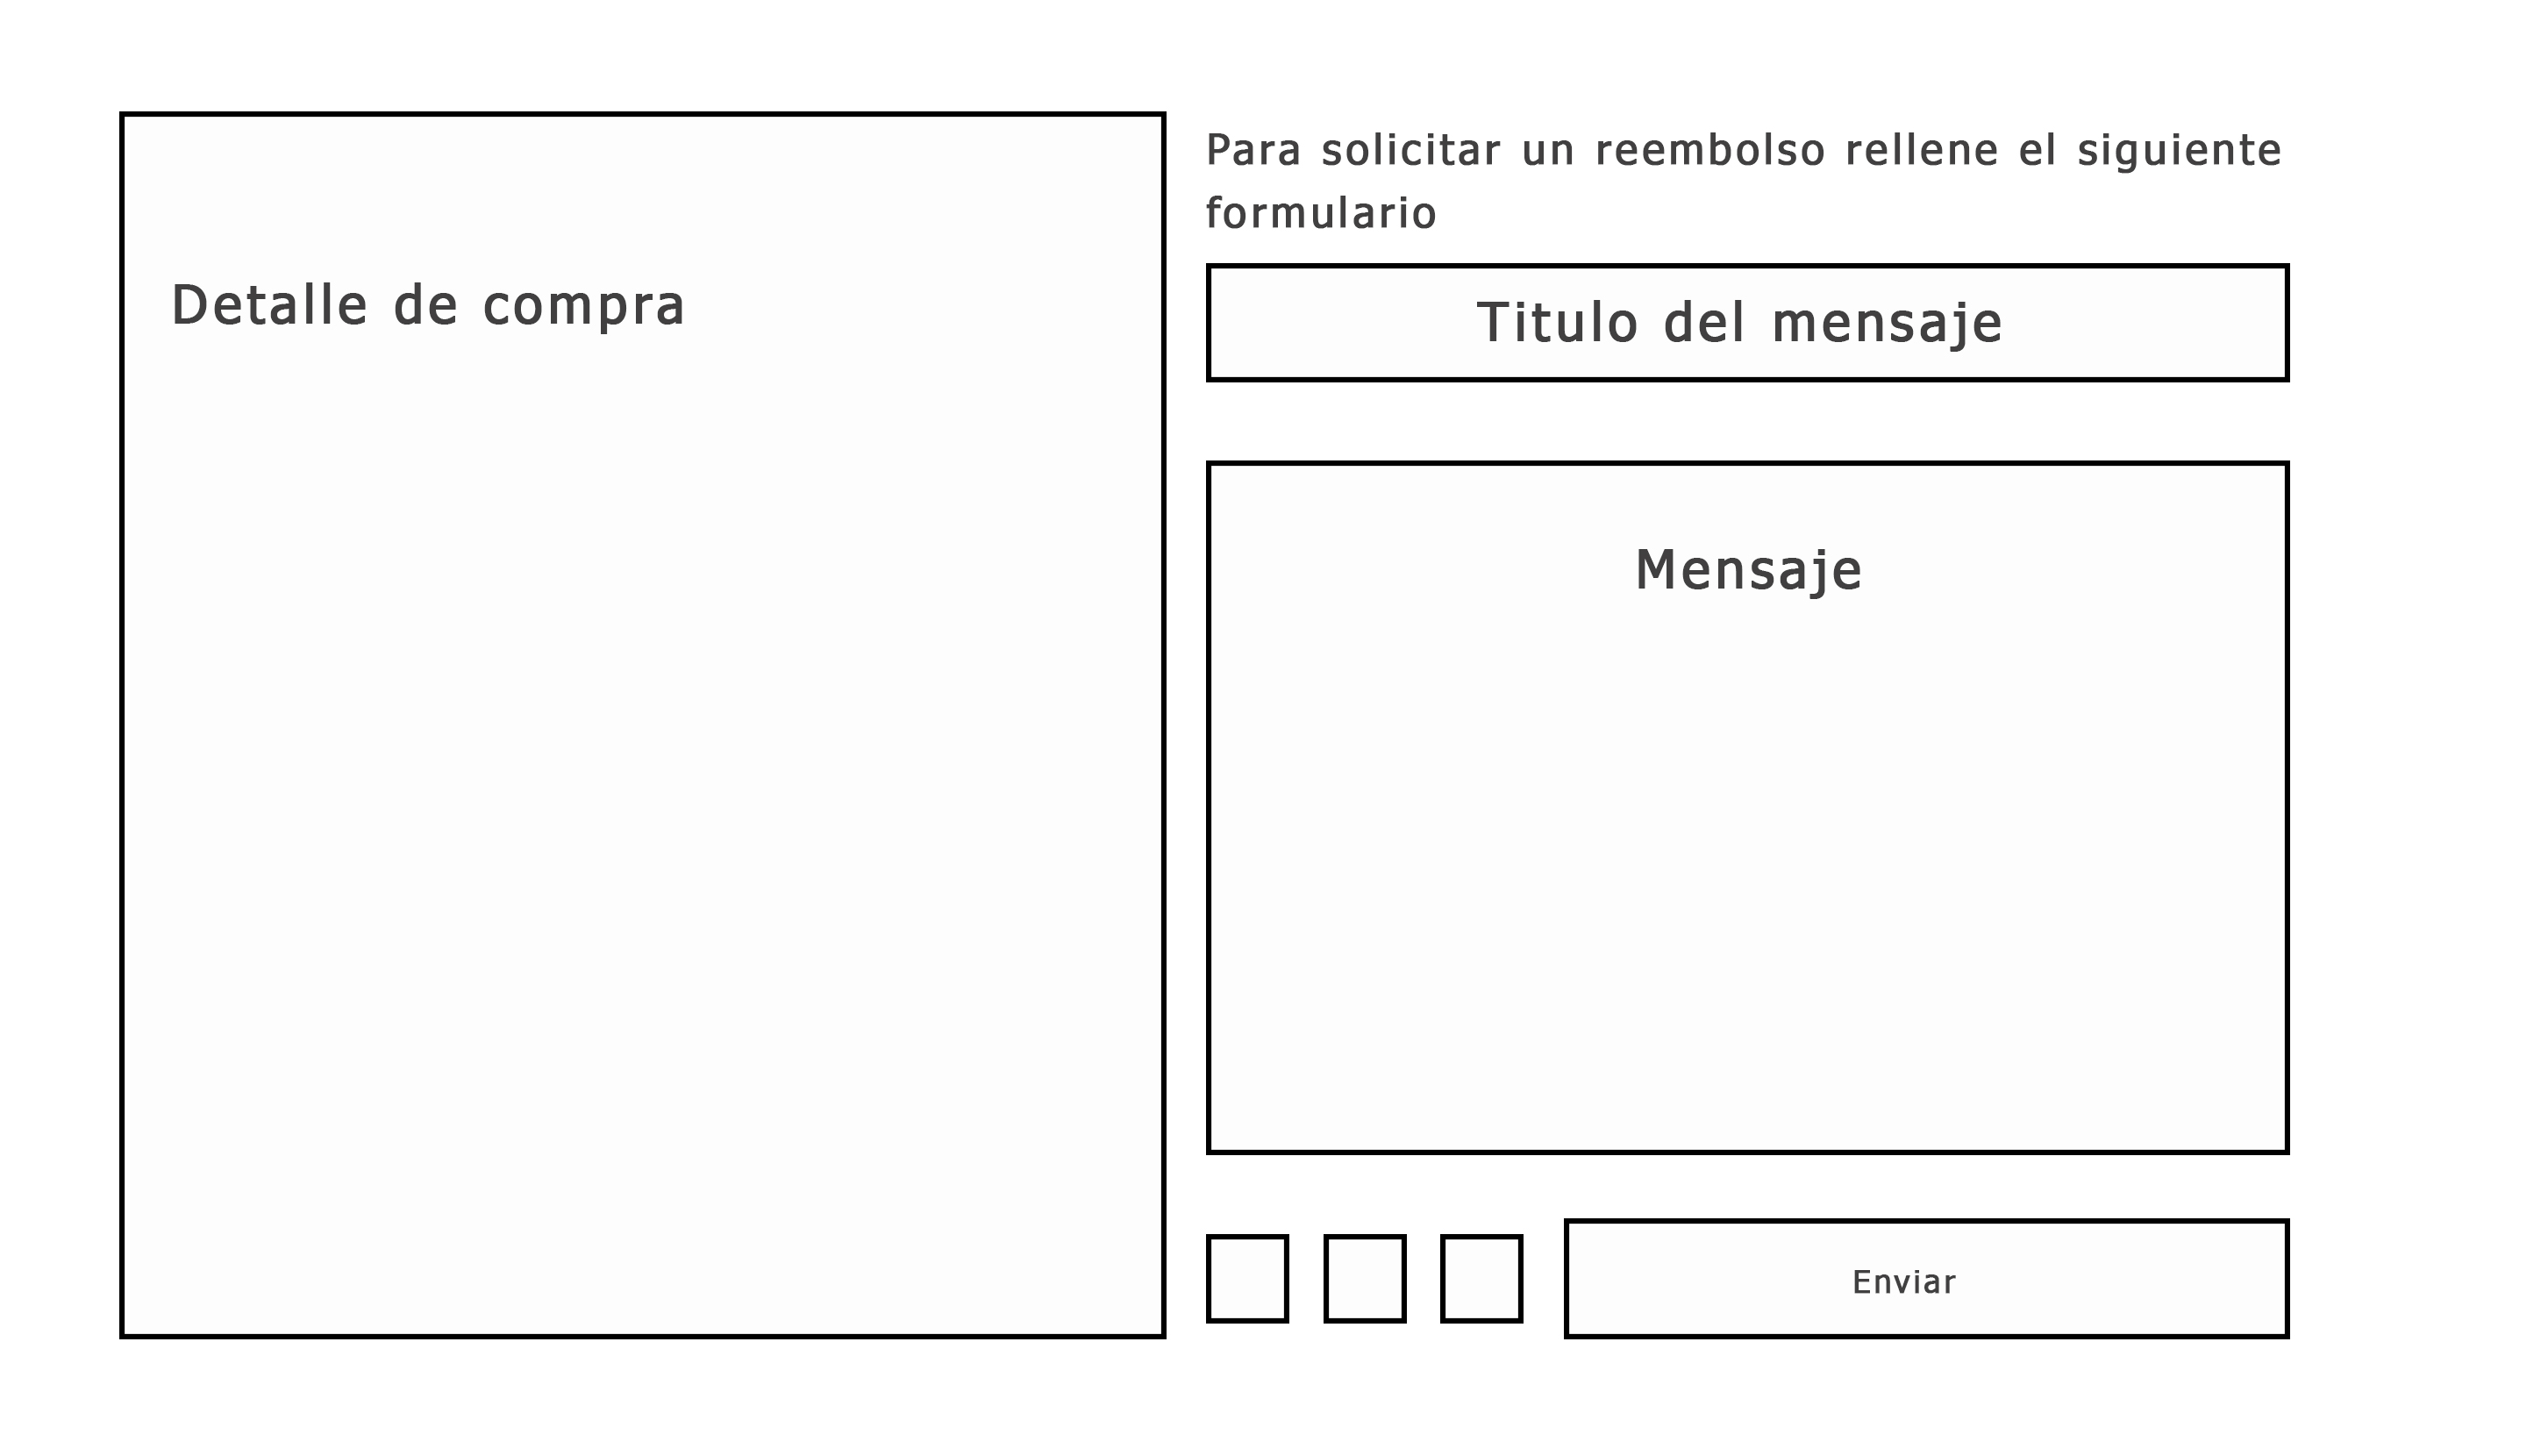 Detalle de compra
Para solicitar un reembolso rellene el siguiente
formulario
Titulo del mensaje
Mensaje
Enviar